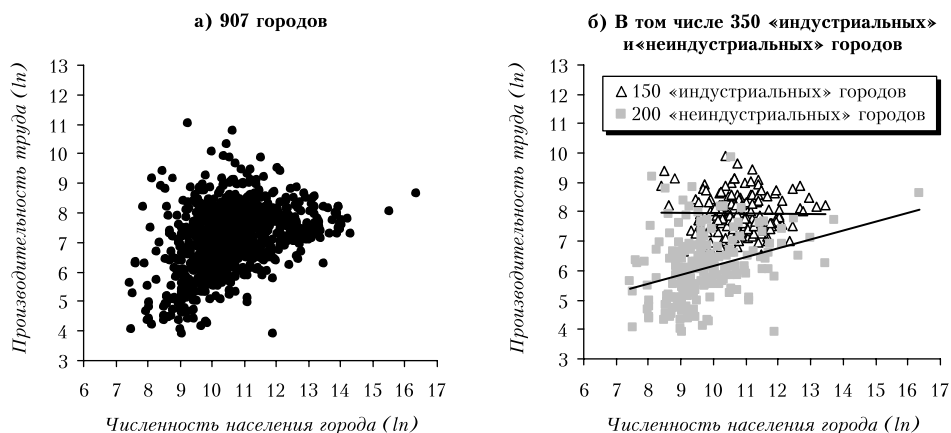 а) 907 городов
Производительность труда (ln)
13
12
11
10
9
8
7
6
5
4
3
6 7 8 9 10 11 12 13 14 15 16 17
Численность населения города (ln)
б) В том числе 350 «индустриальных»
и«неиндустриальных» городов
Производительность труда (ln)
13
12
11
10
9
8
7
6
5
4
3
150 «индустриальных» городов
200 «неиндустриальных» городов
6 7 8 9 10 11 12 13 14 15 16 17
Численность населения города (ln)